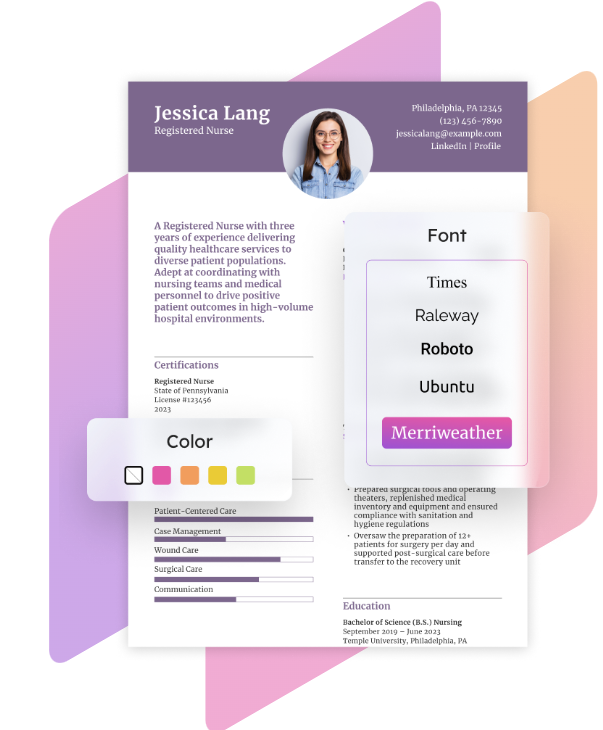 Jessica Lang
Registered Nurse
Philadelphia, PA 12345
(123) 456-7890
jessicalang@example.com
LinkedIn | Profile
A Registered Nurse with three
years of experience delivering
quality healthcare services to
diverse patient populations.
Adept at coordinating with
nursing teams and medical
personnel to drive positive
patient outcomes in high-volume
hospital environments.
Certifications
Registered Nurse
State of Pennsylvania
License #123456
2023
Color
Patient-Centered Care
Case Management
Wound Care
Surgical Care
Communication
Font
Times
Raleway
Roboto
Ubuntu
Merriweather
• Prepared surgical tools and operating
theaters, replenished medical
inventory and equipment and ensured
compliance with sanitation and
hygiene regulations
• Oversaw the preparation of 12+
patients for surgery per day and
supported post-surgical care before
transfer to the recovery unit
Education
Bachelor of Science (B.S.) Nursing
September 2019 – June 2023
Temple University, Philadelphia, PA